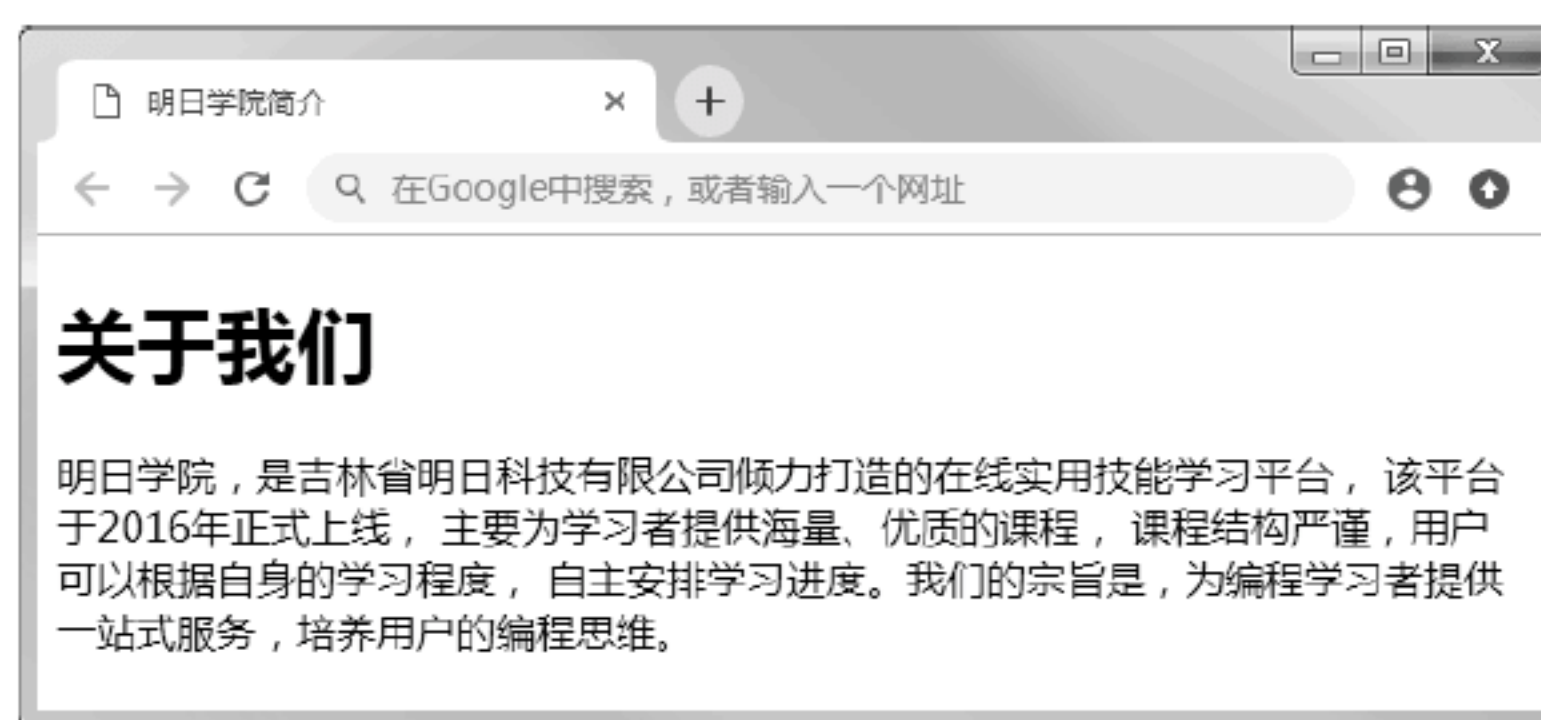 明日学院简介
在Google中搜索，或者输入一个网址
关于我们
明日学院，是吉林省明日科技有限公司倾力打造的在线实用技能学习平台， 该平台
于2016年正式上线， 主要为学习者提供海量、优质的课程， 课程结构严谨，用户
可以根据自身的学习程度， 自主安排学习进度。我们的宗旨是，为编程学习者提供
一站式服务，培养用户的编程思维。